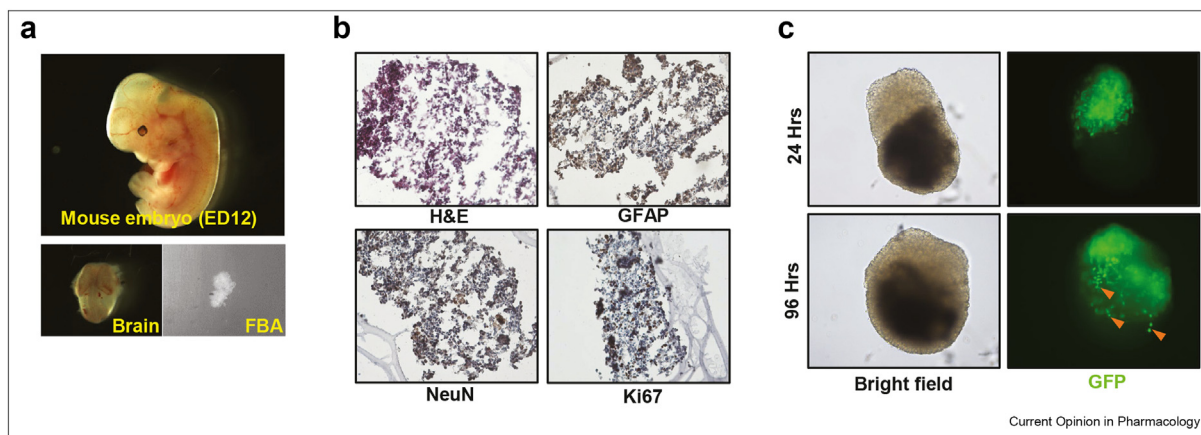 a
b
c
Mouse embryo (ED12)
Brain
FBA
H&E
GFAP
NeuN
Ki67
24 Hrs
96 Hrs
Bright field
GFP
Current Opinion in Pharmacology